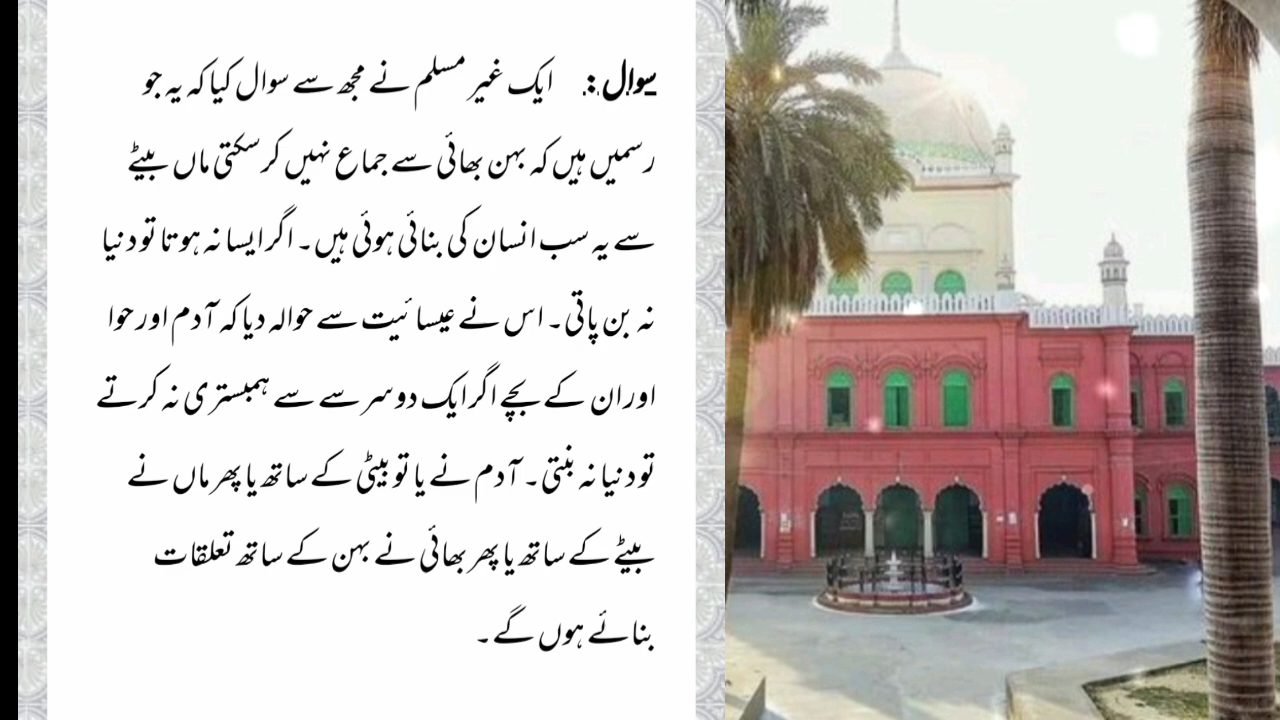 سوال: ایک غیر مسلم نے مجھ سے سوال کیا کہ یہ جو
رسمیں ہیں کہ بہن بھائی سے جماع نہیں کر سکتی ماں بیٹے
سے یہ سب انسان کی بنائی ہوئی ہیں۔ اگر ایسا نہ ہوتا تو دنیا
نہ بن پاتی۔ اس نے عیسائیت سے حوالہ دیا کہ آدم اور حوا
اور ان کے بچے اگر ایک دوسر سے سے ہمبستری نہ کرتے
تو دنیا نہ بنتی۔ آدم نے یا تو بیٹی کے ساتھ یا پھر ماں نے
بیٹے کے ساتھ یا پھر بھائی نے بہن کے ساتھ تعلقات
بنائے ہوں گے۔